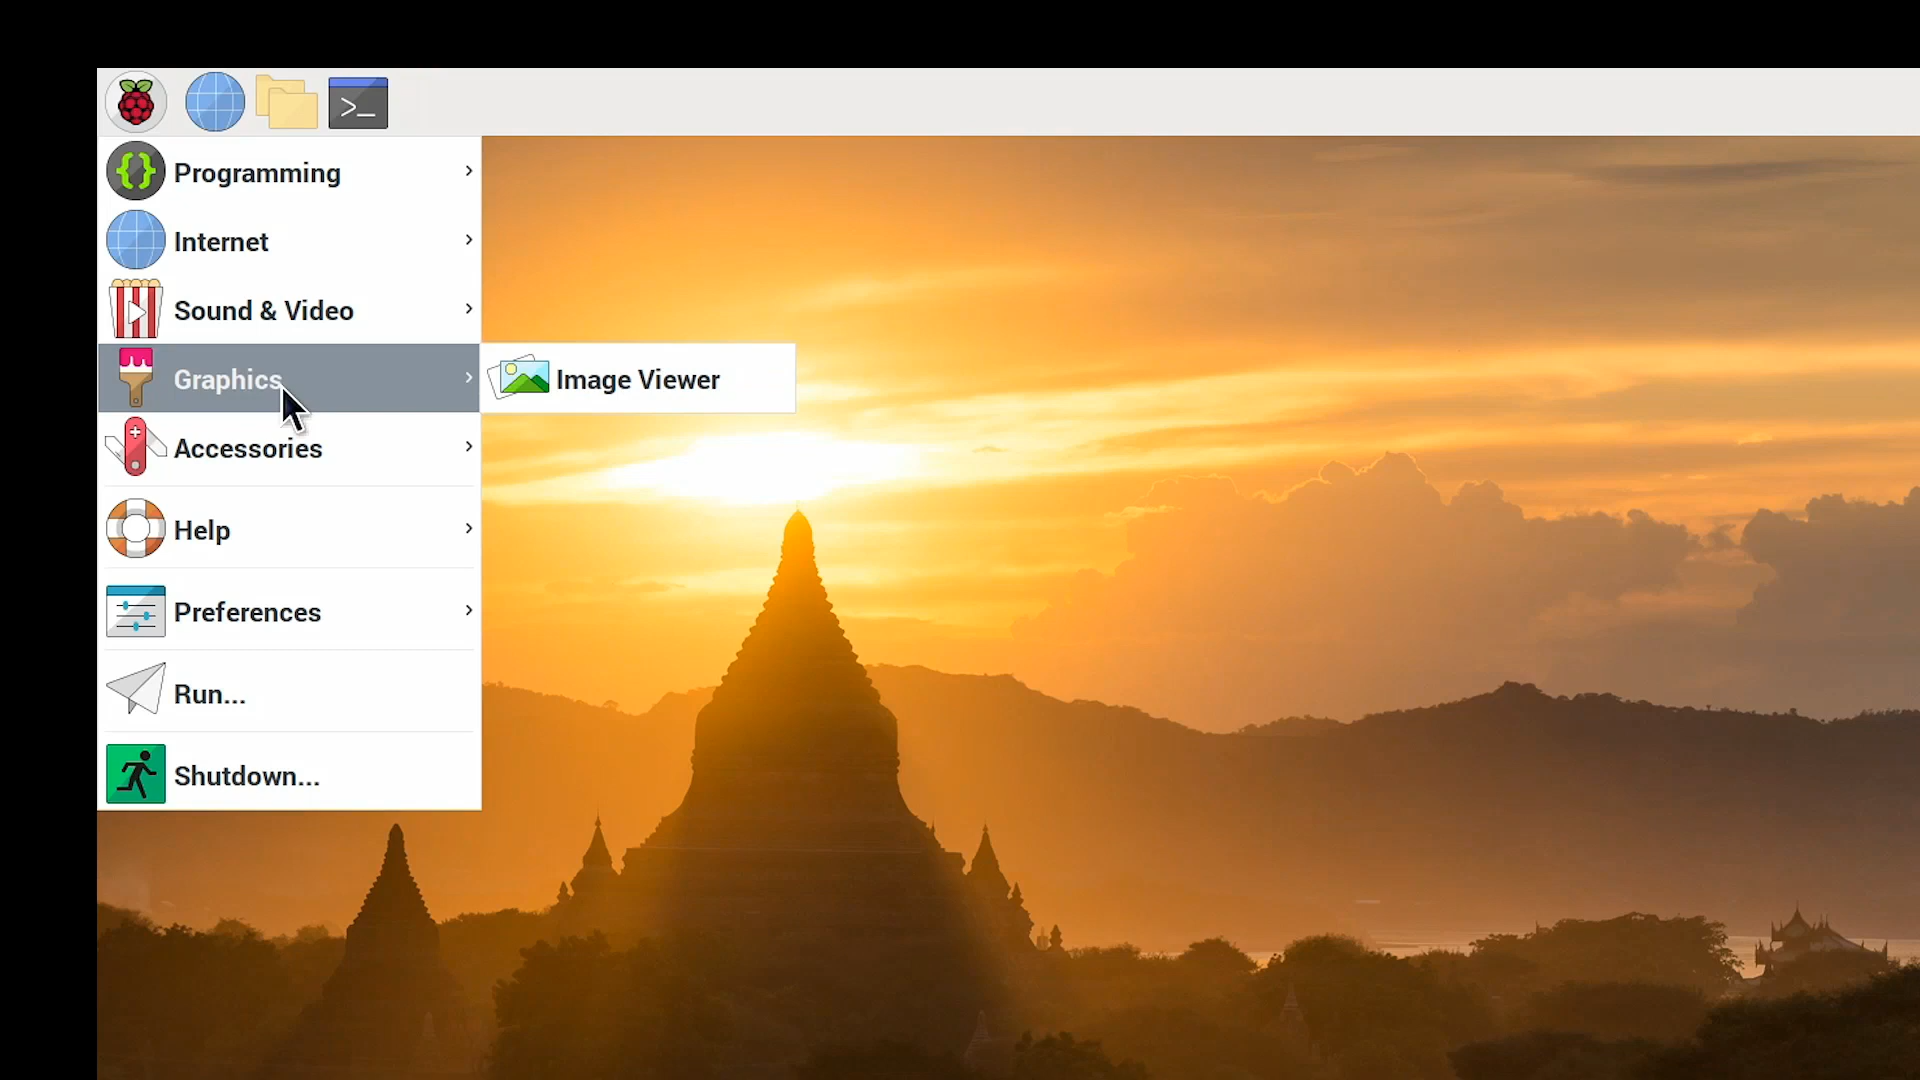 >_
Programming
Internet
Sound & Video
Graphics
Image Viewer
Accessories
Help
Preferences
Run...
Shutdown...